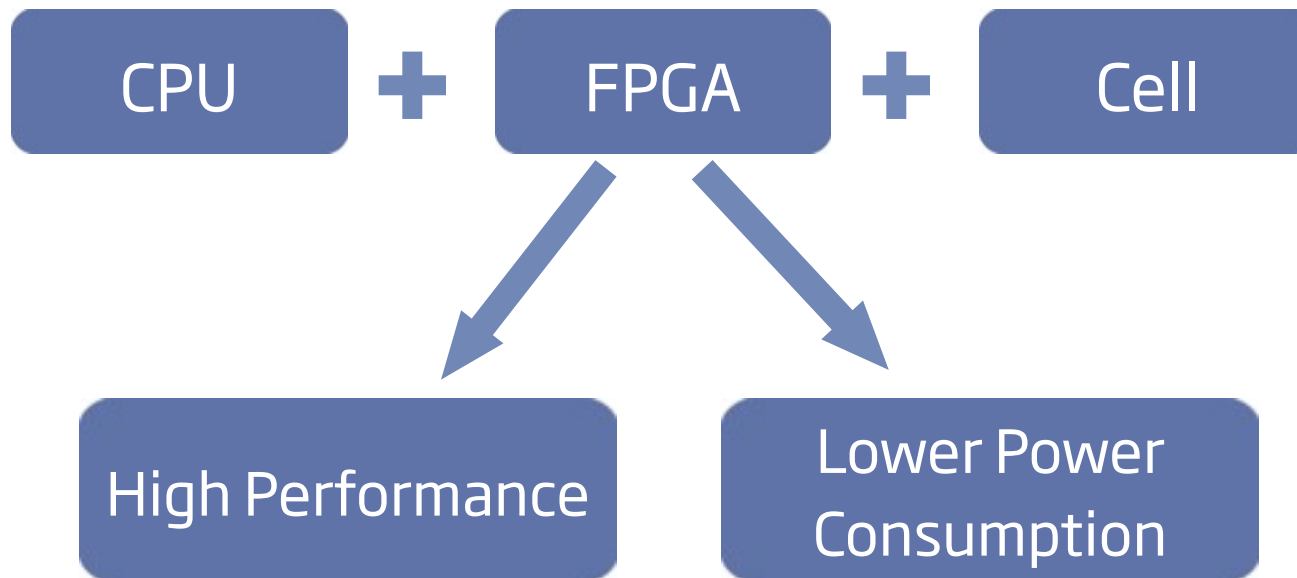 CPU + FPGA + Cell
High Performance
Lower Power
Consumption